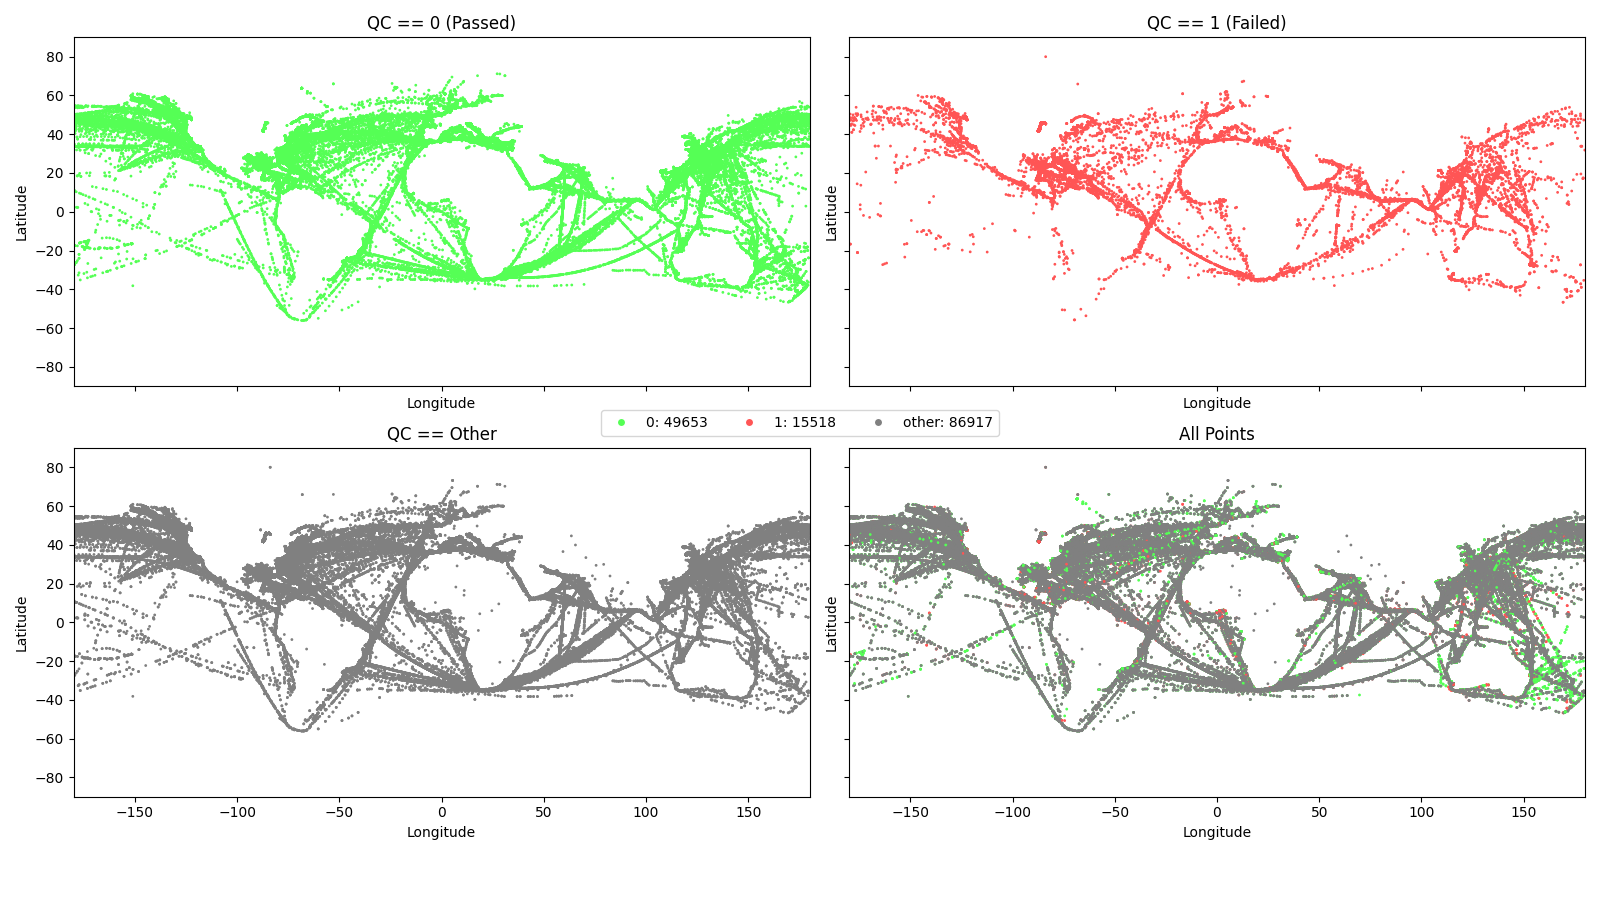 QC == 0 (Passed)
QC == 1 (Failed)
80
60
40
20
0
−20
−40
−60
−80
Latitude
Latitude
Longitude
Longitude
0: 49653 1: 15518 other: 86917
QC == Other
All Points
80
60
40
20
0
−20
−40
−60
−80
Latitude
Latitude
−150 −100 −50 0 50 100 150
−150 −100 −50 0 50 100 150
Longitude
Longitude